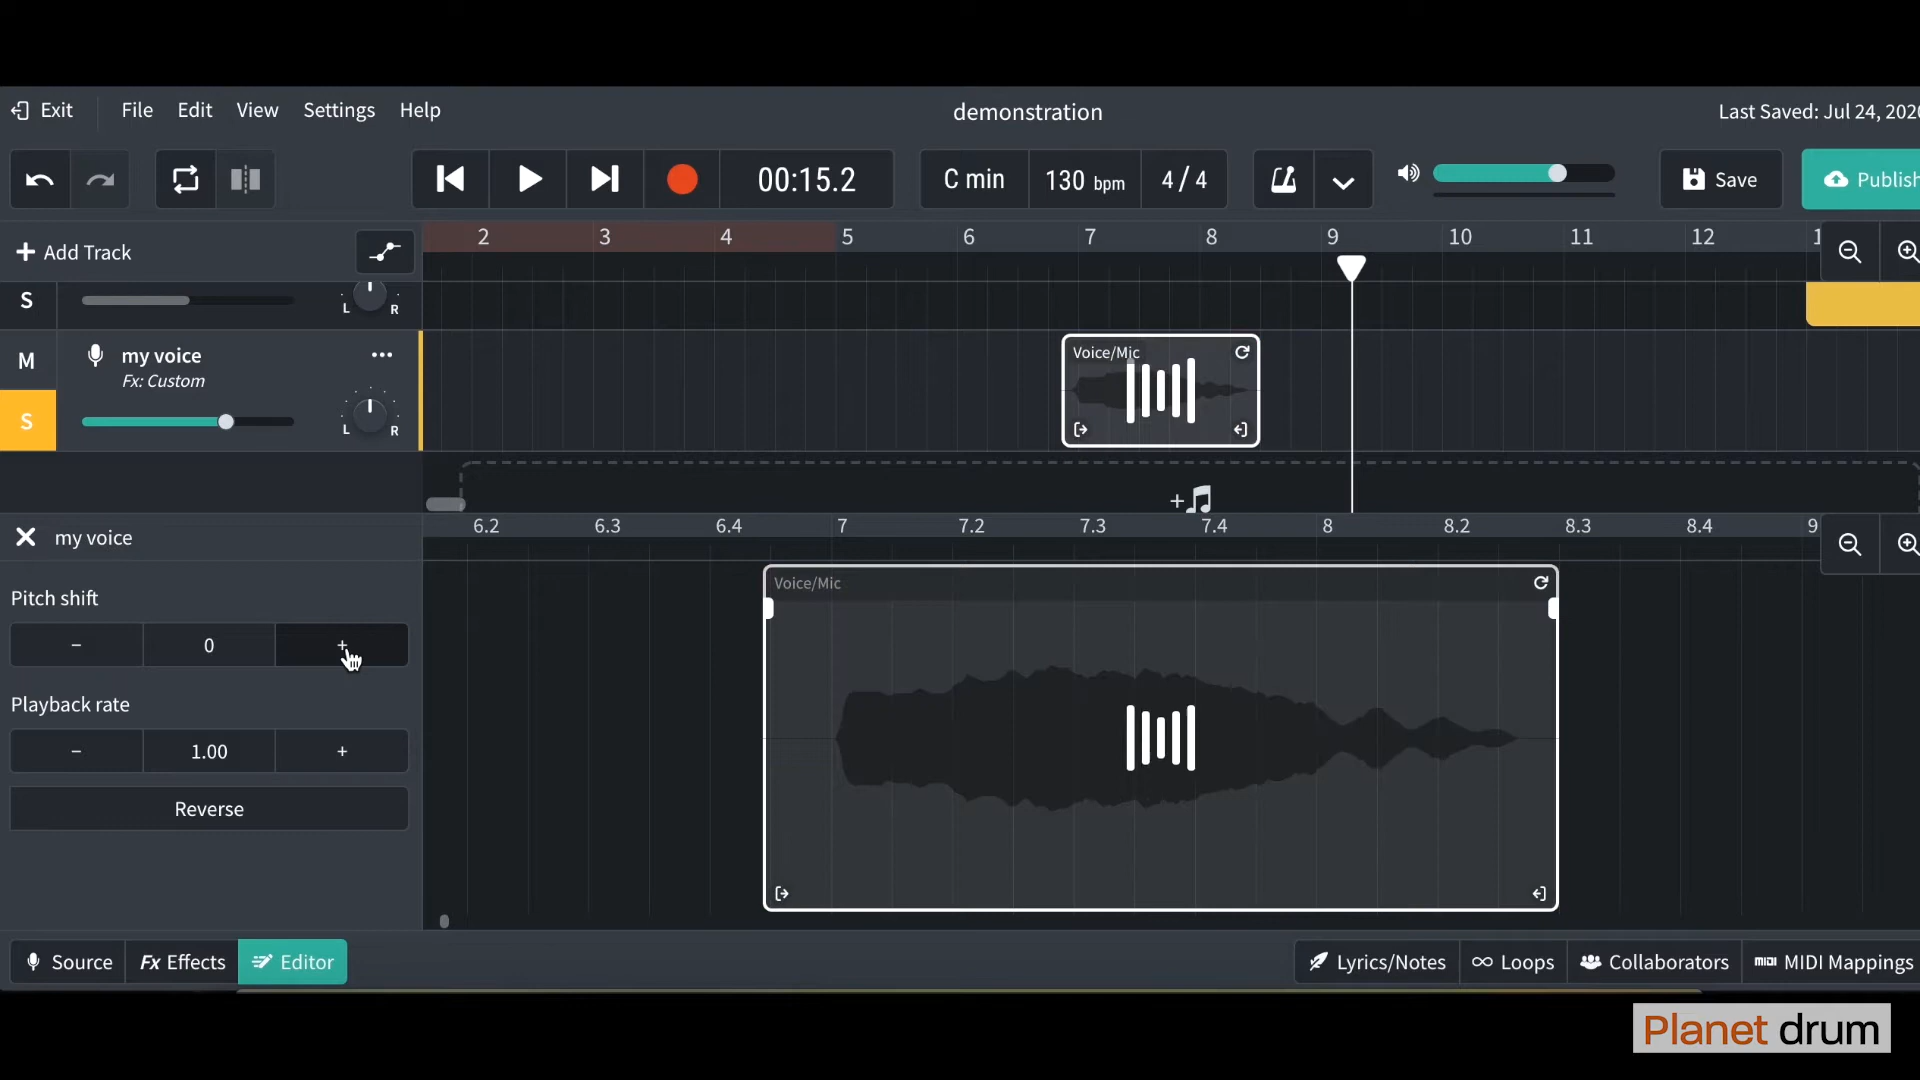 Exit File Edit View Settings Help demonstration Last Saved: Jul 24, 202
00:15.2 C min 130 bpm 4 / 4 Save Publish
+ Add Track 2 3 4 5 6 7 8 9 10 11 12 1
S L R
M my voice ... Voice/Mic
Fx: Custom
S L R
+
my voice 6.2 6.3 6.4 7 7.2 7.3 7.4 8 8.2 8.3 8.4 9
Voice/Mic
Pitch shift
− 0 +
Playback rate
− 1.00 +
Reverse
Source Fx Effects Editor Lyrics/Notes Loops Collaborators MIDI MIDI Mappings
Planet drum